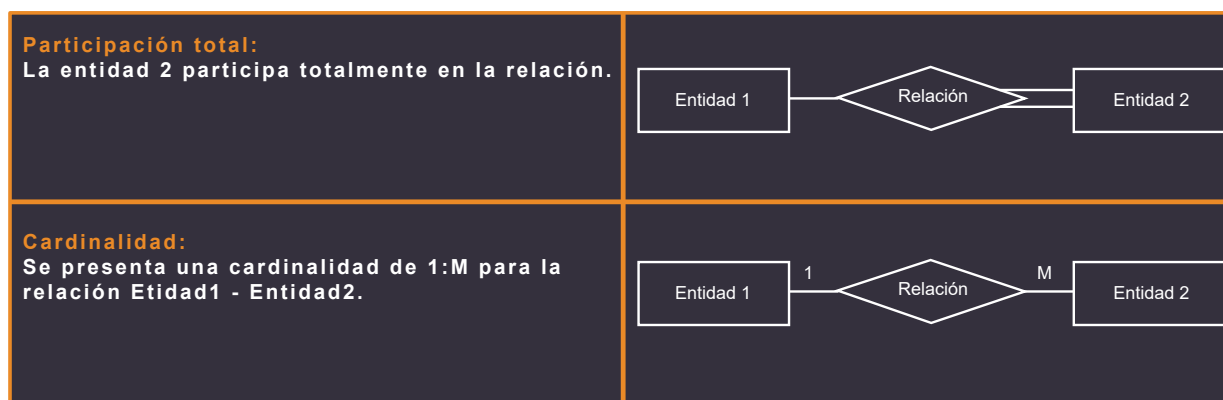 Participación total:
La entidad 2 participa totalmente en la relación.
Entidad 1
Relación
Entidad 2
Cardinalidad:
Se presenta una cardinalidad de 1:M para la
relación Etidad1 - Entidad2.
Entidad 1
1
Relación
M
Entidad 2